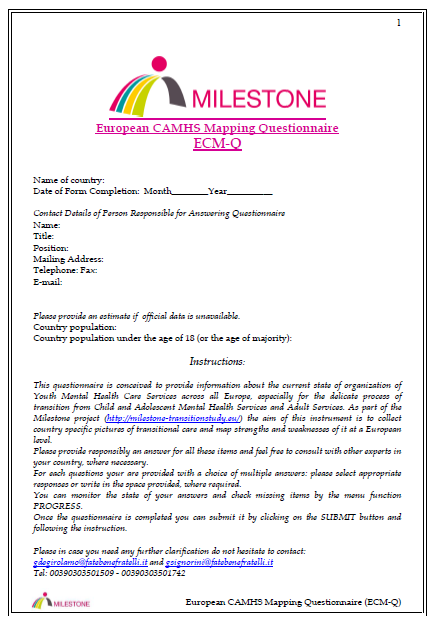 1
MILESTONE
European CAMHS Mapping Questionnaire
ECM-Q
Name of country:
Date of Form Completion: Month________Year__________
Contact Details of Person Responsible for Answering Questionnaire
Name:
Title:
Position:
Mailing Address:
Telephone: Fax:
E-mail:
Please provide an estimate if official data is unavailable.
Country population:
Country population under the age of 18 (or the age of majority):
Instructions:
This questionnaire is conceived to provide information about the current state of organization of
Youth Mental Health Care Services across all Europe, especially for the delicate process of
transition from Child and Adolescent Mental Health Services and Adult Services. As part of the
Milestone project (http://milestone-transitionstudy.eu/) the aim of this instrument is to collect
country specific pictures of transitional care and map strengths and weaknesses of it at a European
level.
Please provide responsibly an answer for all these items and feel free to consult with other experts in
your country, where necessary.
For each questions your are provided with a choice of multiple answers: please select appropriate
responses or write in the space provided, where required.
You can monitor the state of your answers and check missing items by the menu function
PROGRESS.
Once the questionnaire is completed you can submit it by clicking on the SUBMIT button and
following the instruction.
Please in case you need any further clarification do not hesitate to contact:
gdegirolamo@fatebenefratelli.it and gsignorini@fatebenefratelli.it
Tel: 00390303501509 - 00390303501742
MILESTONE European CAMHS Mapping Questionnaire (ECM-Q)